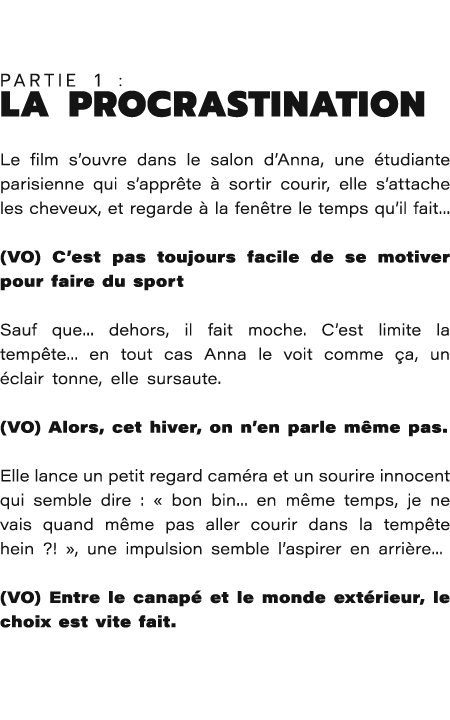 PARTIE 1 :
LA PROCRASTINATION
Le film s'ouvre dans le salon d'Anna, une étudiante
parisienne qui s'apprête à sortir courir, elle s'attache
les cheveux, et regarde à la fenêtre le temps qu'il fait...
(VO) C'est pas toujours facile de se motiver
pour faire du sport
Sauf que... dehors, il fait moche. C'est limite la
tempête... en tout cas Anna le voit comme ça, un
éclair tonne, elle sursaute.
(VO) Alors, cet hiver, on n'en parle même pas.
Elle lance un petit regard caméra et un sourire innocent
qui semble dire : « bon bin... en même temps, je ne
vais quand même pas aller courir dans la tempête
hein ?! », une impulsion semble l'aspirer en arrière...
(VO) Entre le canapé et le monde extérieur, le
choix est vite fait.